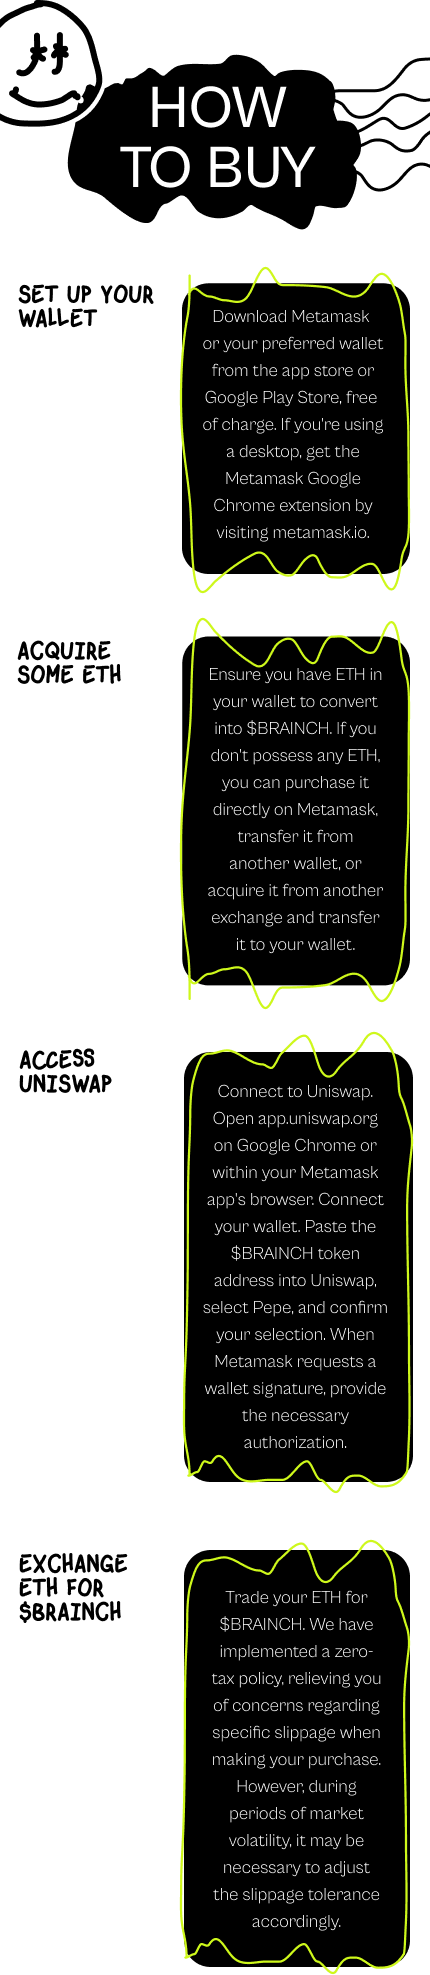 HOW
TO BUY
SET UP YOUR
WALLET
Download Metamask
or your preferred wallet
from the app store or
Google Play Store, free
of charge. If you're using
a desktop, get the
Metamask Google
Chrome extension by
visiting metamask.io.
ACQUIRE
SOME ETH
Ensure you have ETH in
your wallet to convert
into $BRAINCH. If you
don't possess any ETH,
you can purchase it
directly on Metamask,
transfer it from
another wallet, or
acquire it from another
exchange and transfer
it to your wallet.
ACCESS
UNISWAP
Connect to Uniswap.
Open app.uniswap.org
on Google Chrome or
within your Metamask
app's browser. Connect
your wallet. Paste the
$BRAINCH token
address into Uniswap,
select Pepe, and confirm
your selection. When
Metamask requests a
wallet signature, provide
the necessary
authorization.
EXCHANGE
ETH FOR
$BRAINCH
Trade your ETH for
$BRAINCH. We have
implemented a zero-
tax policy, relieving you
of concerns regarding
specific slippage when
making your purchase.
However, during
periods of market
volatility, it may be
necessary to adjust
the slippage tolerance
accordingly.